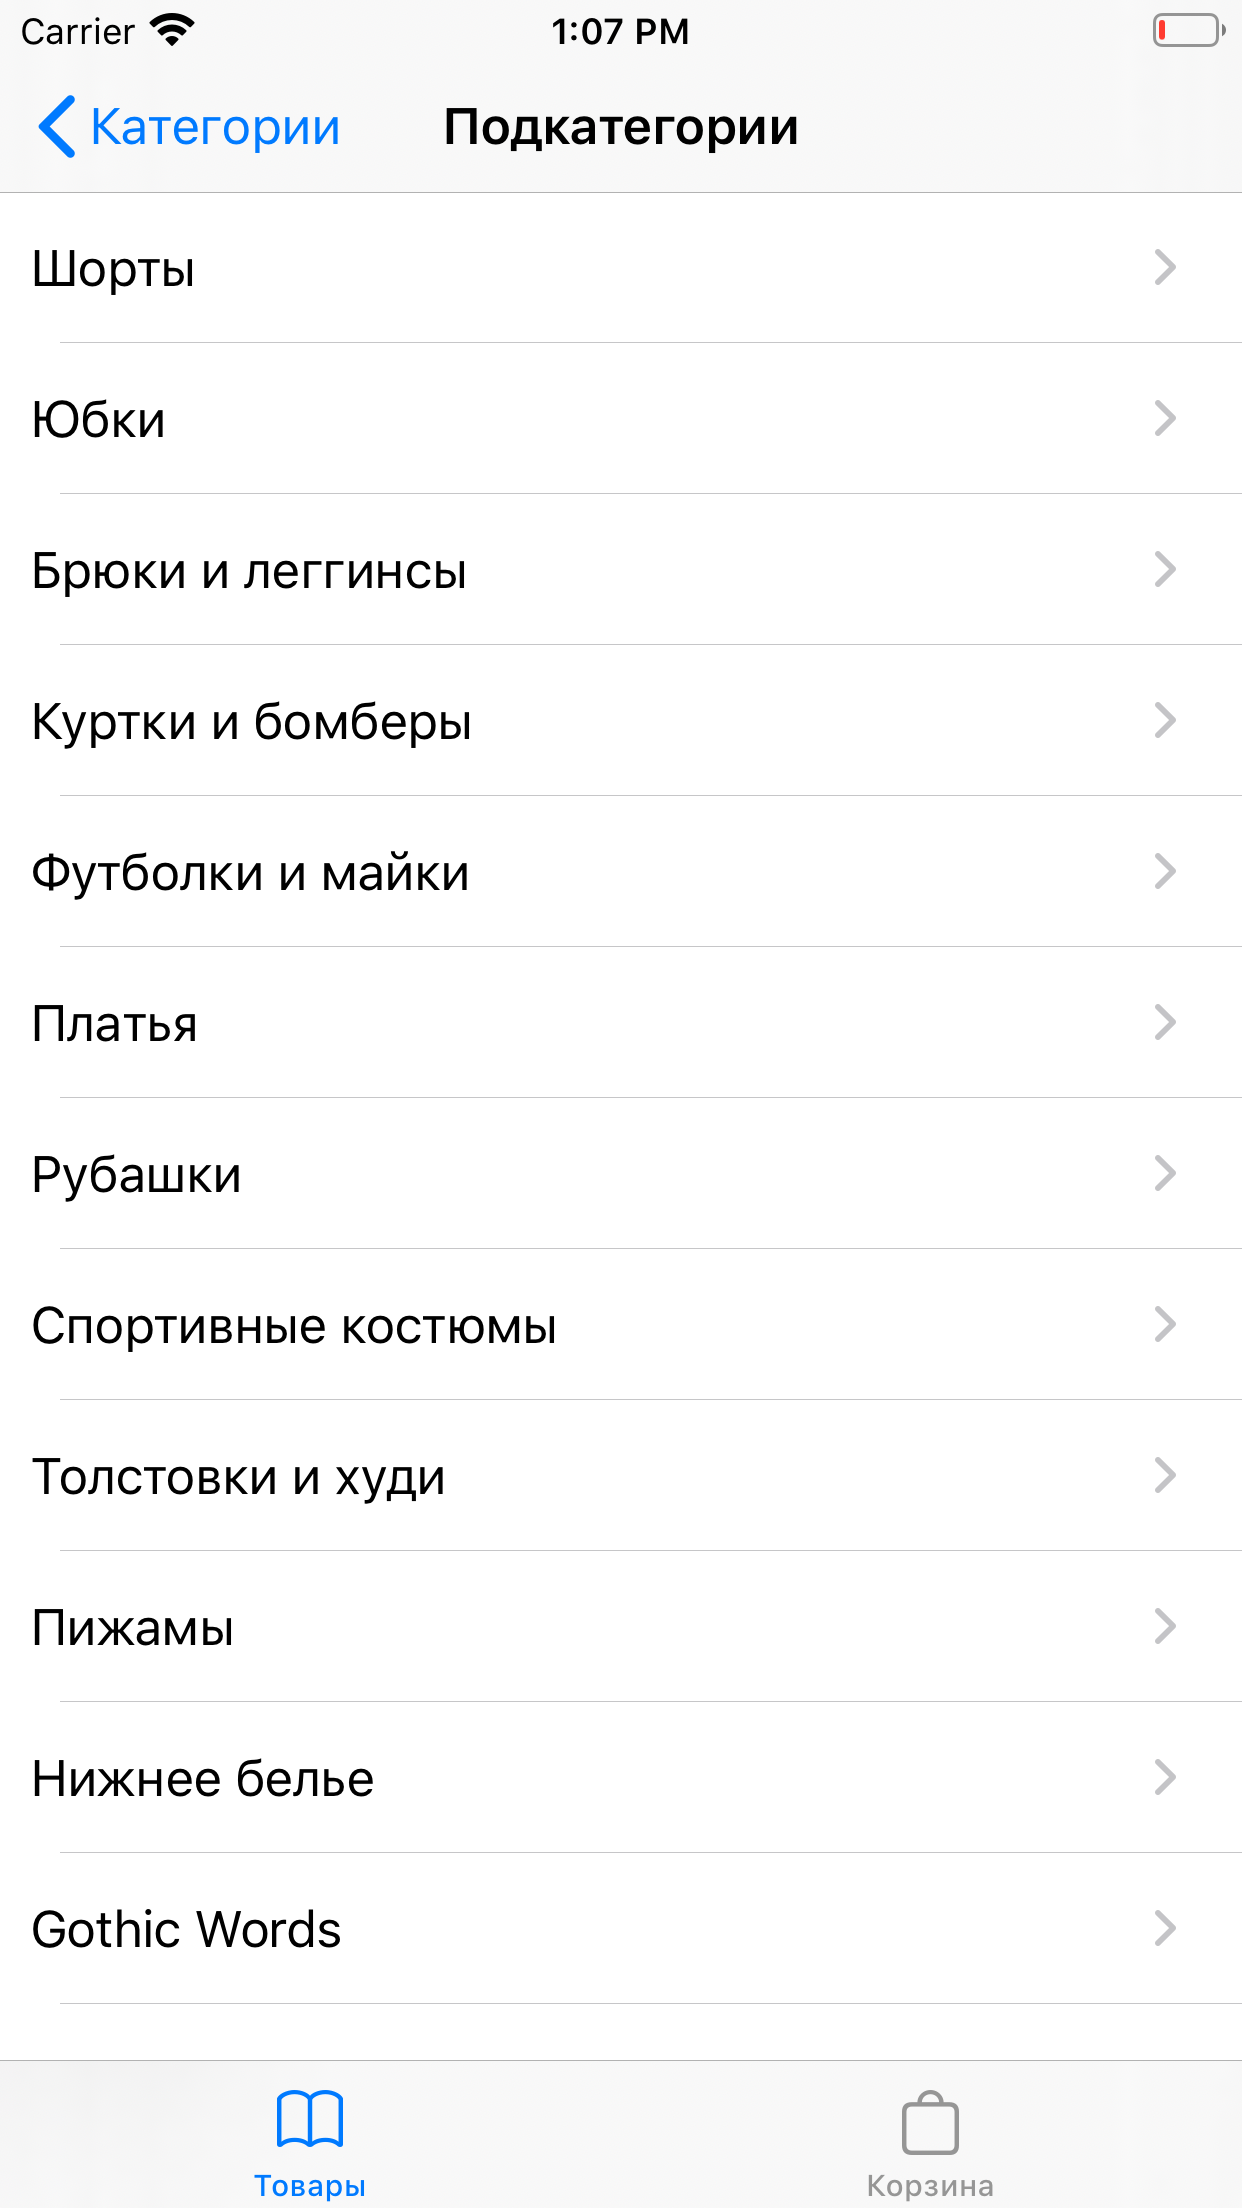 Carrier 1:07 PM
Категории Подкатегории
Шорты
Юбки
Брюки и леггинсы
Куртки и бомберы
Футболки и майки
Платья
Рубашки
Спортивные костюмы
Толстовки и худи
Пижамы
Нижнее белье
Gothic Words
Товары Корзина